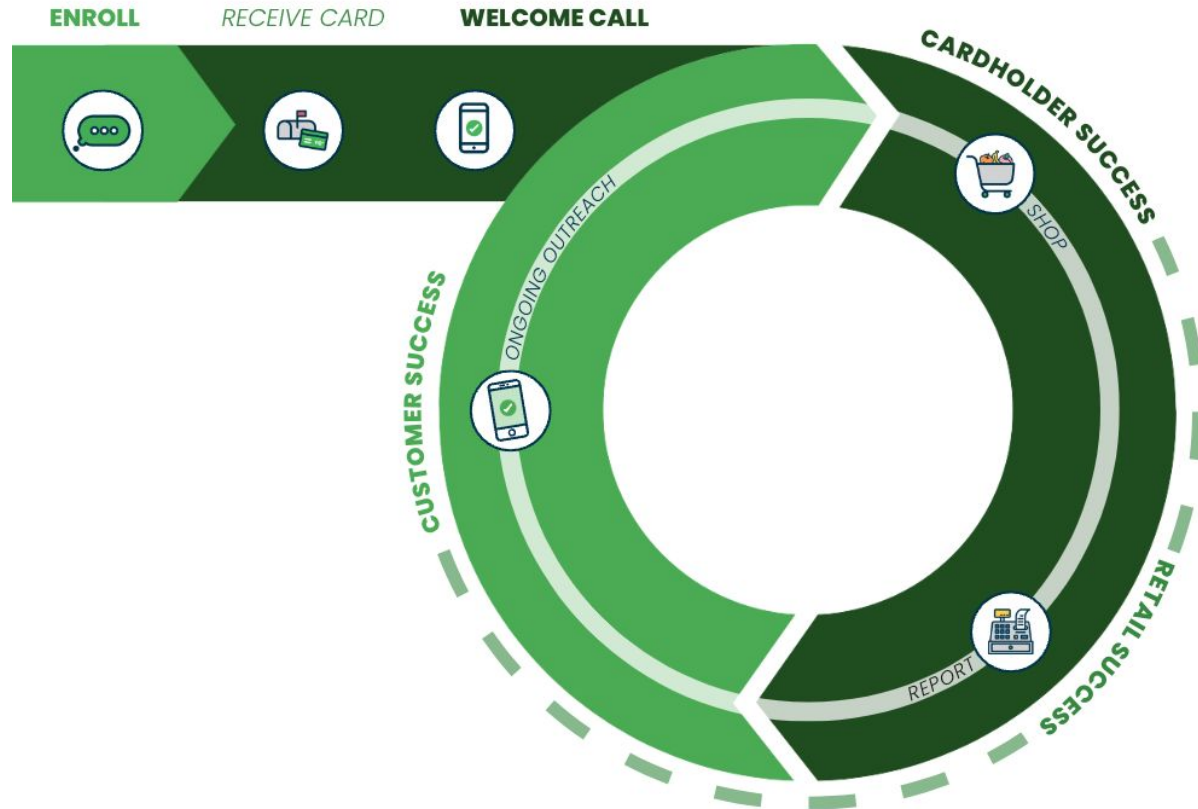 ENROLL
RECEIVE CARD
WELCOME CALL
CARDHOLDER SUCCESS
SHOP
ONGOING OUTREACH
CUSTOMER SUCCESS
RETAIL SUCCESS
REPORT